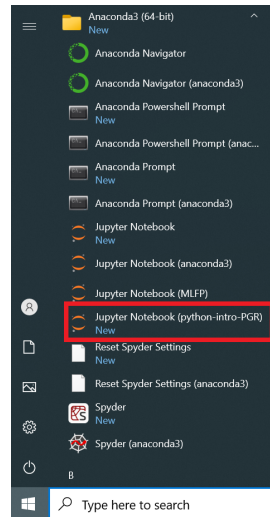 Anaconda3 (64-bit)
New
Anaconda Navigator
Anaconda Navigator (anaconda3)
Anaconda Powershell Prompt
New
Anaconda Powershell Prompt (anac...
Anaconda Prompt
New
Anaconda Prompt (anaconda3)
Jupyter Notebook
New
Jupyter Notebook (anaconda3)
Jupyter Notebook (MLFP)
Jupyter Notebook (python-intro-PGR)
New
Reset Spyder Settings
New
Reset Spyder Settings (anaconda3)
Spyder
New
Spyder (anaconda3)
B
Type here to search